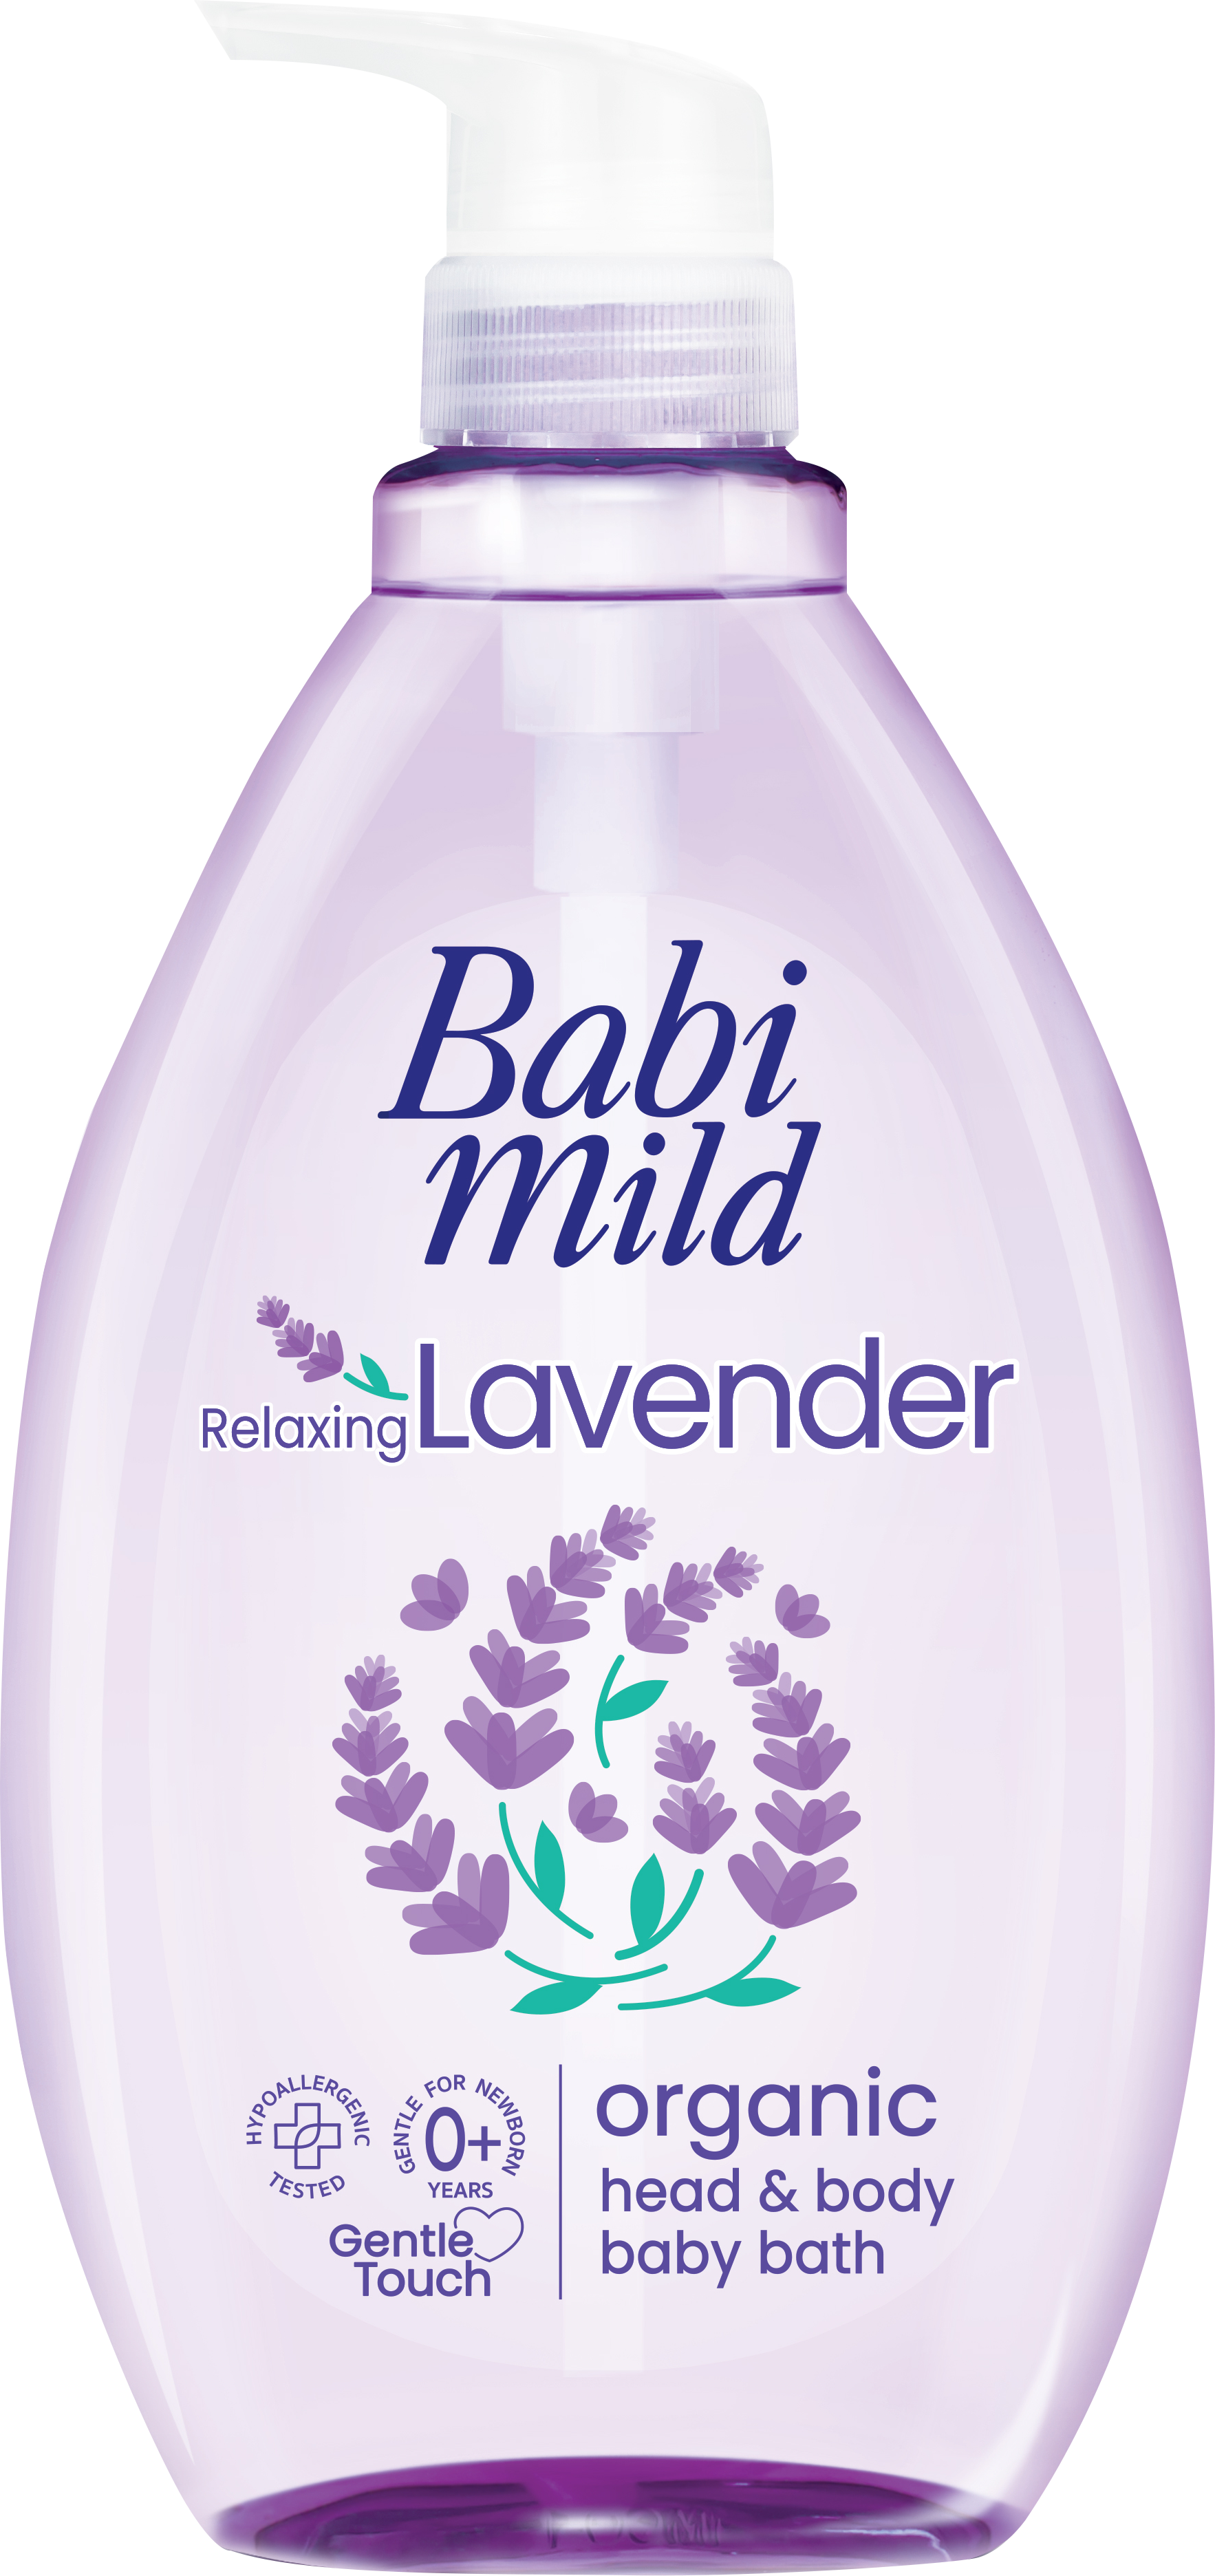 Babi
mild
Relaxing Lavender
HYPOALLERGENIC
TESTED
GENTLE FOR NEWBORN
0+
YEARS
Gentle
Touch
organic
head & body
baby bath